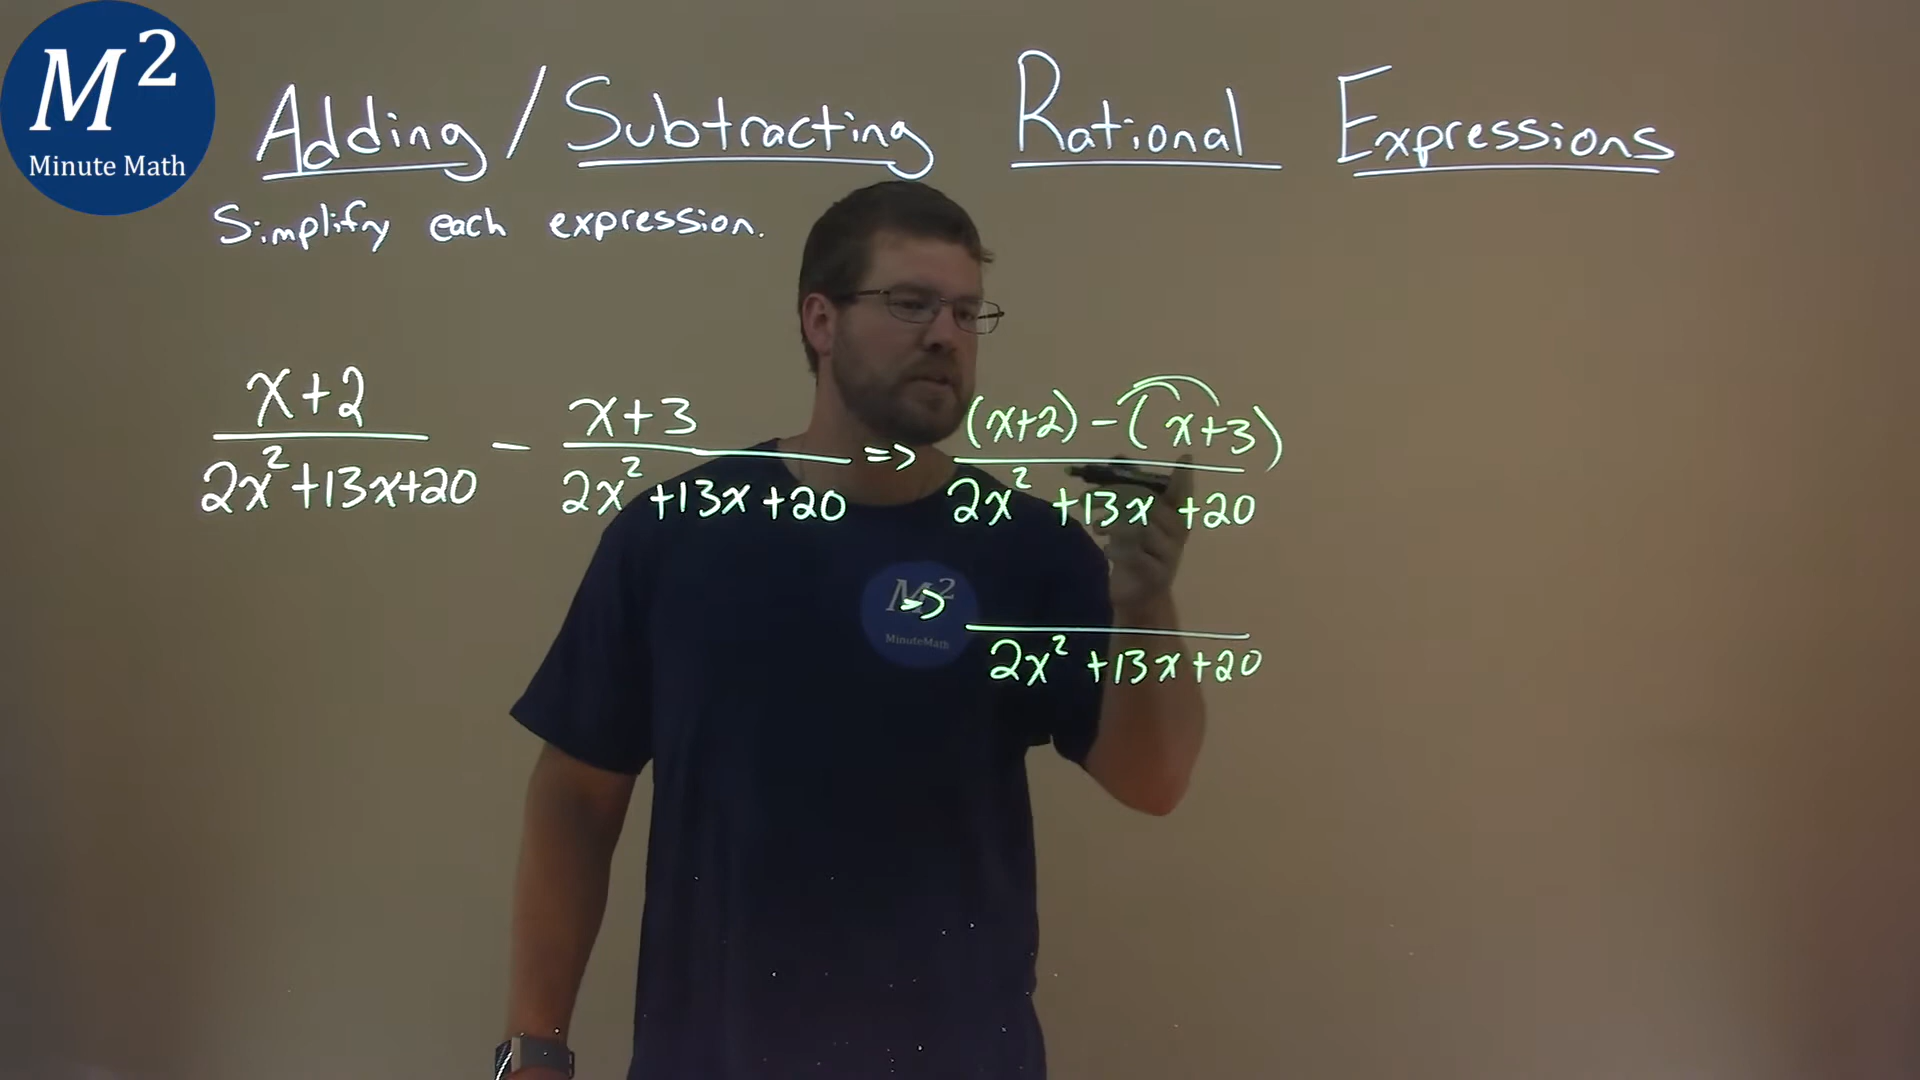 M²
Minute Math
Adding / Subtracting Rational Expressions
Simplify each expression.
x+2 x+3 (x+2) - (x+3)
- =>
2x²+13x+20 2x²+13x+20 2x²+13x+20
M²
MinuteMath
=>
2x²+13x+20